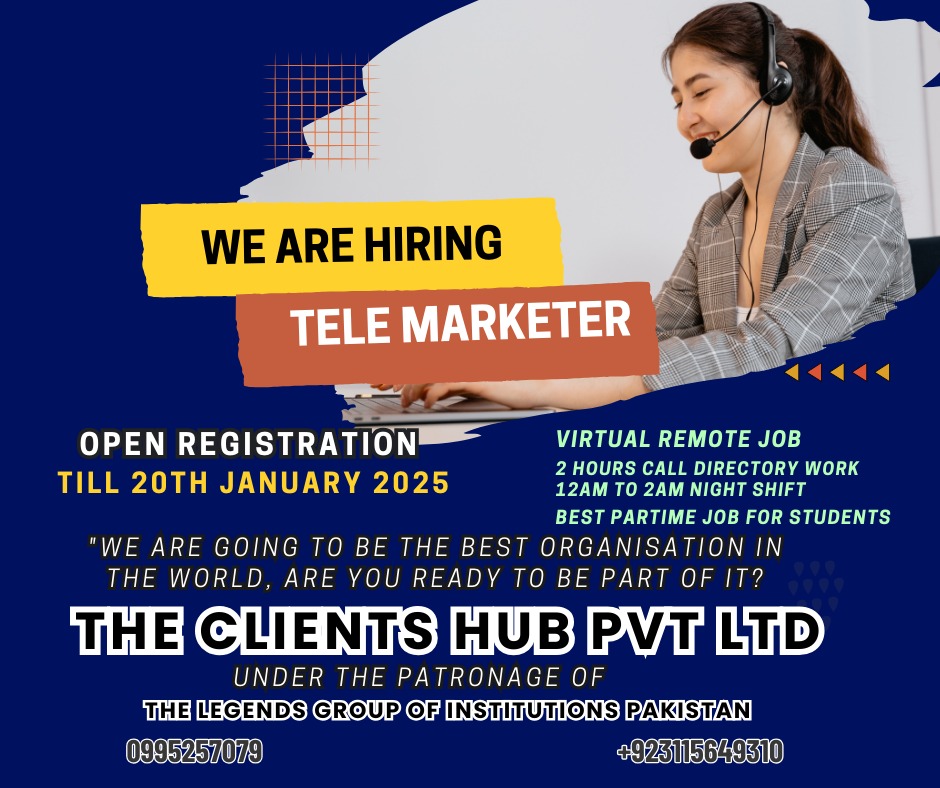 WE ARE HIRING
TELE MARKETER
OPEN REGISTRATION
TILL 20TH JANUARY 2025
VIRTUAL REMOTE JOB
2 HOURS CALL DIRECTORY WORK
12AM TO 2AM NIGHT SHIFT
BEST PARTIME JOB FOR STUDENTS
"WE ARE GOING TO BE THE BEST ORGANISATION IN
THE WORLD, ARE YOU READY TO BE PART OF IT?
THE CLIENTS HUB PVT LTD
UNDER THE PATRONAGE OF
THE LEGENDS GROUP OF INSTITUTIONS PAKISTAN
0995257079
+923115649310